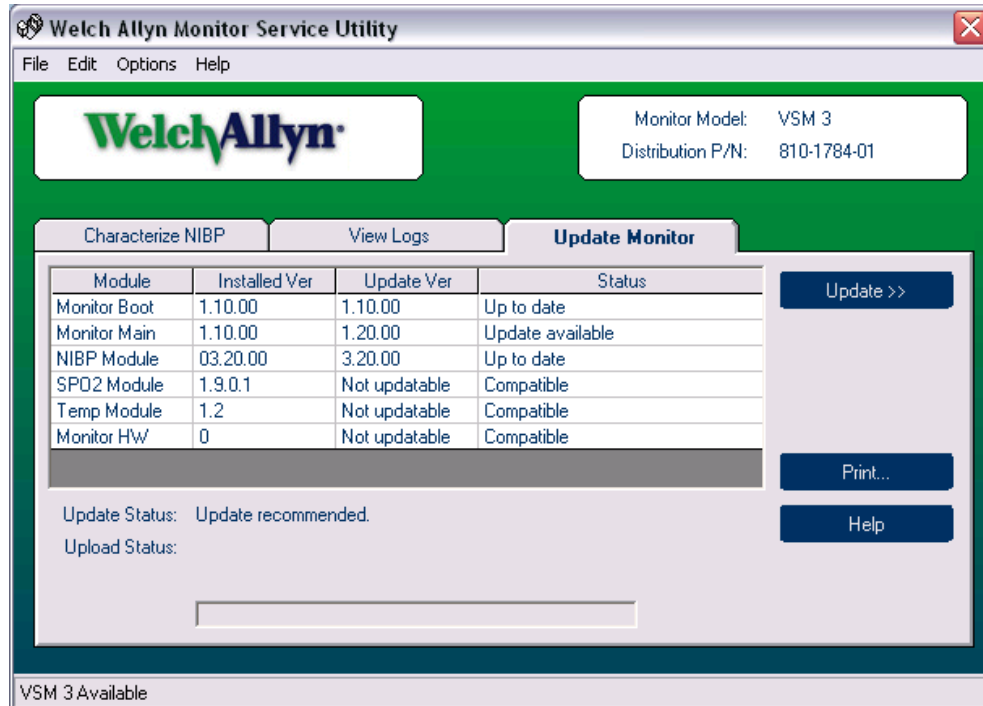 Welch Allyn Monitor Service Utility
File Edit Options Help
WelchAllyn
Monitor Model: VSM 3
Distribution P/N: 810-1784-01
Characterize NIBP View Logs Update Monitor
Module Installed Ver Update Ver Status
Monitor Boot 1.10.00 1.10.00 Up to date
Monitor Main 1.10.00 1.20.00 Update available
NIBP Module 03.20.00 3.20.00 Up to date
SPO2 Module 1.9.0.1 Not updatable Compatible
Temp Module 1.2 Not updatable Compatible
Monitor HW 0 Not updatable Compatible
Update >>
Print...
Help
Update Status: Update recommended.
Upload Status:
VSM 3 Available